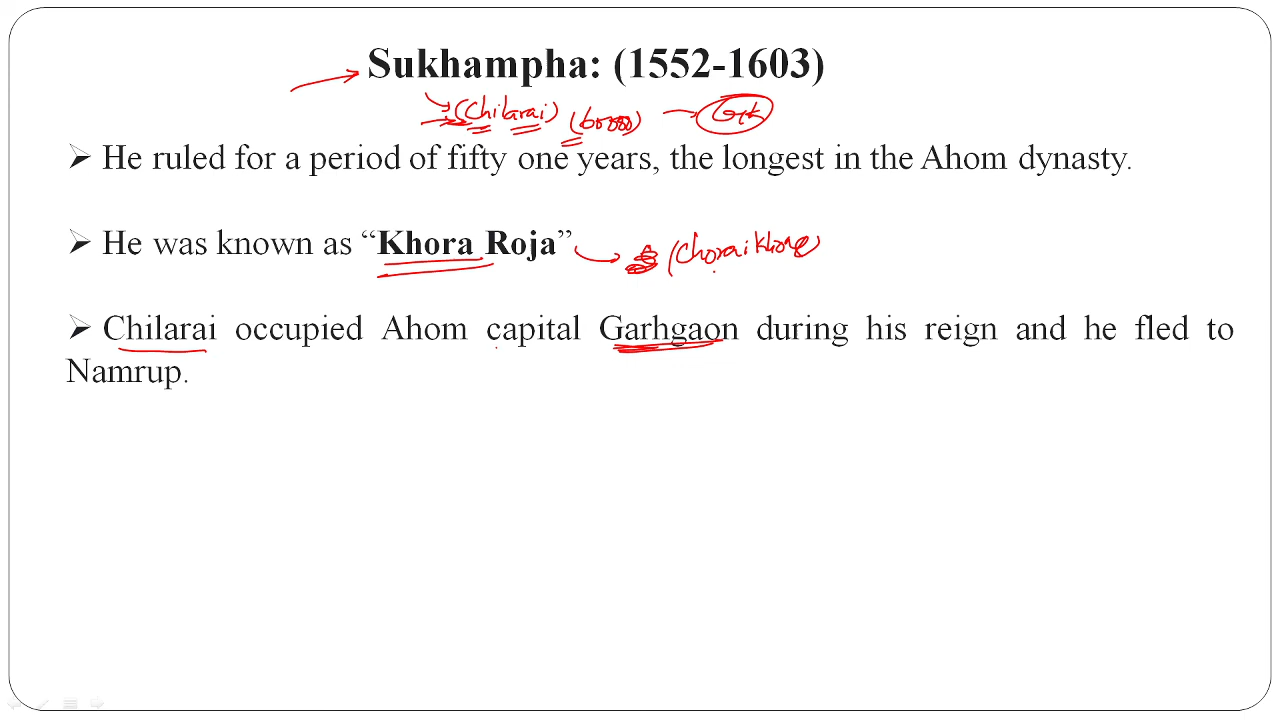 Sukhampha: (1552-1603)
(Chilarai)
➤ He ruled for a period of fifty one years, the longest in the Ahom dynasty.
➤ He was known as “Khora Roja”
(Choraikhong
➤ Chilarai occupied Ahom capital Garhgaon during his reign and he fled to
Namrup.